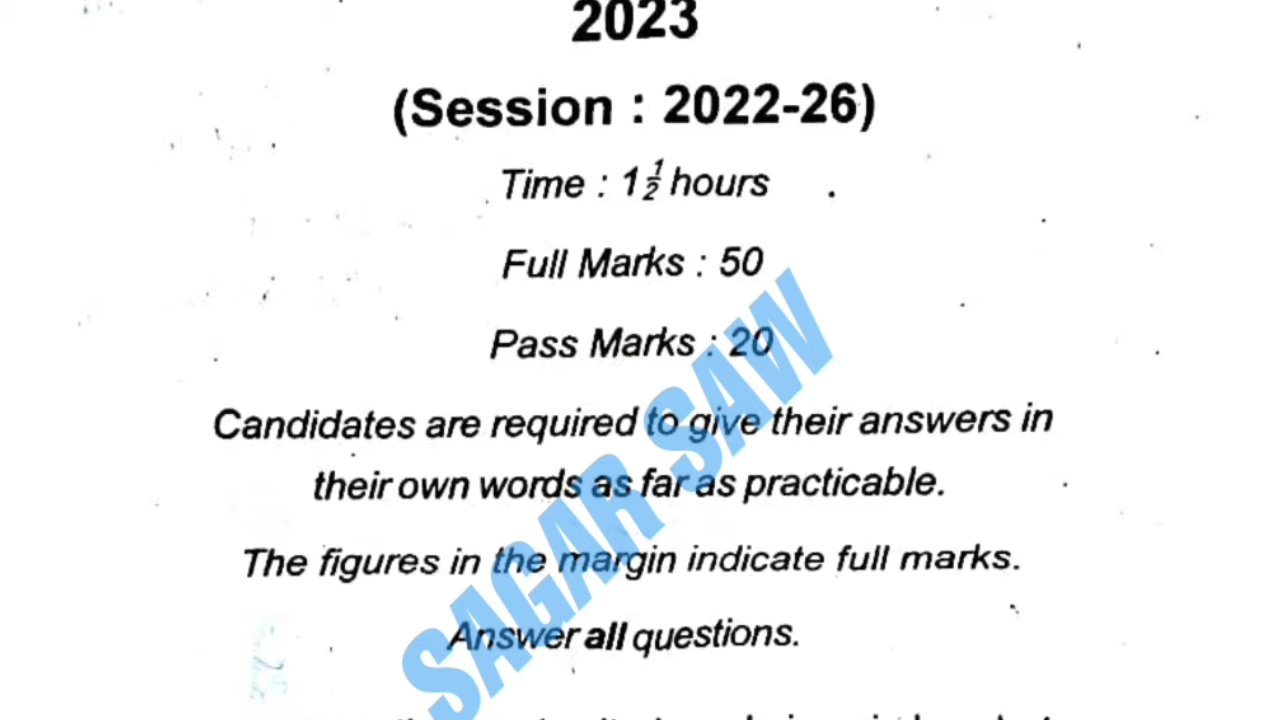 2023
(Session : 2022-26)
Time : 1½ hours
Full Marks : 50
Pass Marks : 20
Candidates are required to give their answers in
their own words as far as practicable.
The figures in the margin indicate full marks.
Answer all questions.
SAGAR SAW